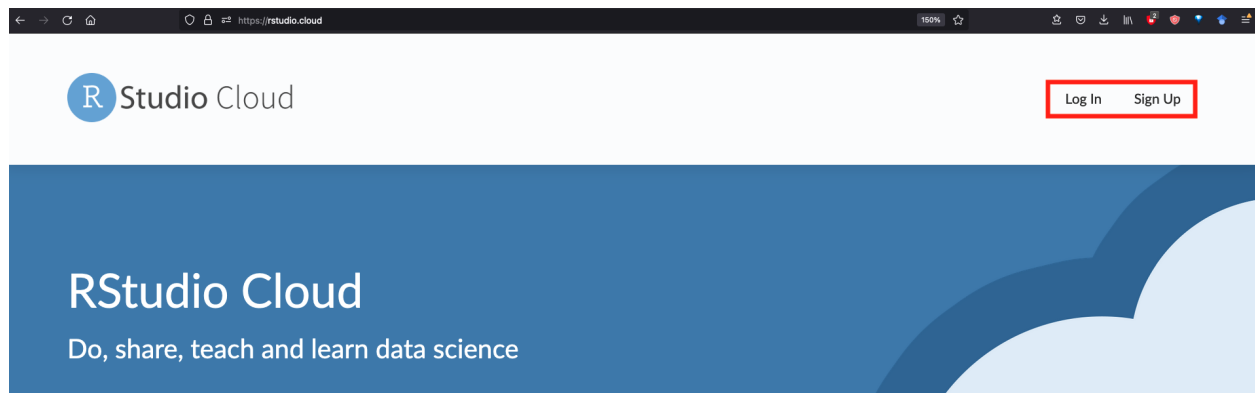 https://rstudio.cloud
150%
2
R Studio Cloud
Log In Sign Up
RStudio Cloud
Do, share, teach and learn data science